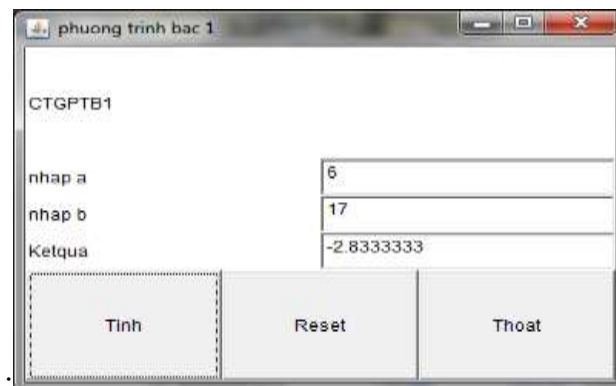 phuong trinh bac 1
CTGPTB1
nhap a 6
nhap b 17
Ketqua -2.8333333
Tinh Reset Thoat
.